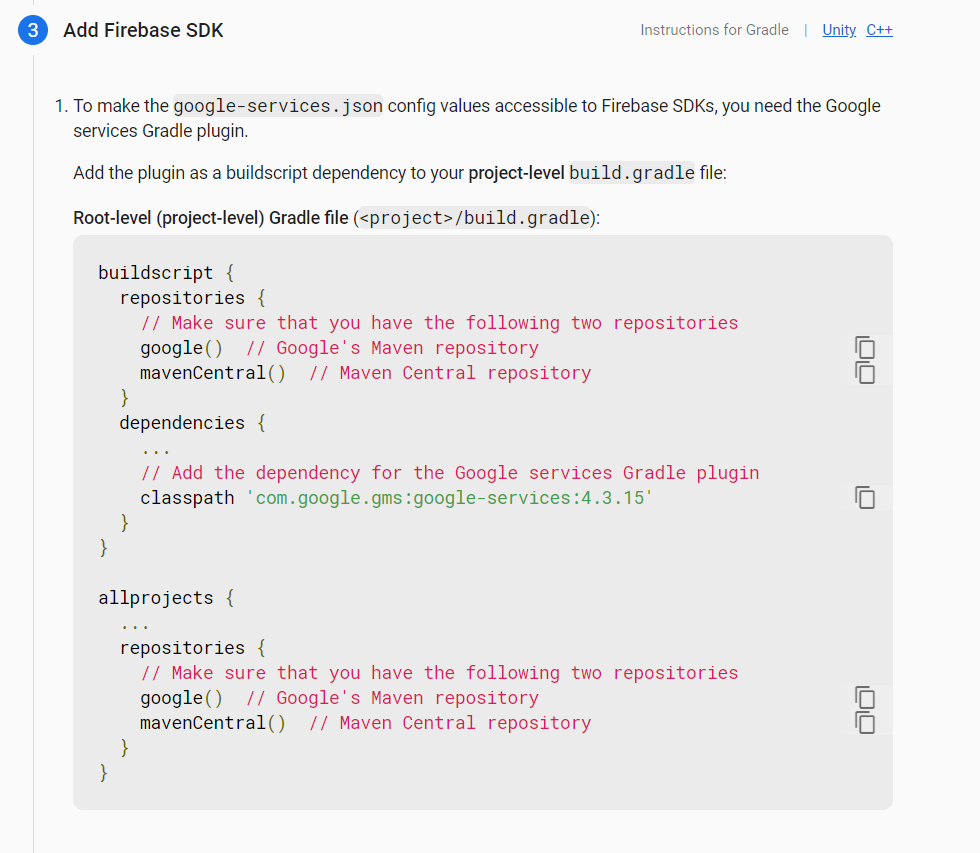 3 Add Firebase SDK Instructions for Gradle | Unity C++
1. To make the google-services.json config values accessible to Firebase SDKs, you need the Google
services Gradle plugin.
Add the plugin as a buildscript dependency to your project-level build.gradle file:
Root-level (project-level) Gradle file (<project>/build.gradle):
buildscript {
  repositories {
    // Make sure that you have the following two repositories
    google()  // Google's Maven repository
    mavenCentral()  // Maven Central repository
  }
  dependencies {
    ...
    // Add the dependency for the Google services Gradle plugin
    classpath 'com.google.gms:google-services:4.3.15'
  }
}
allprojects {
  ...
  repositories {
    // Make sure that you have the following two repositories
    google()  // Google's Maven repository
    mavenCentral()  // Maven Central repository
  }
}